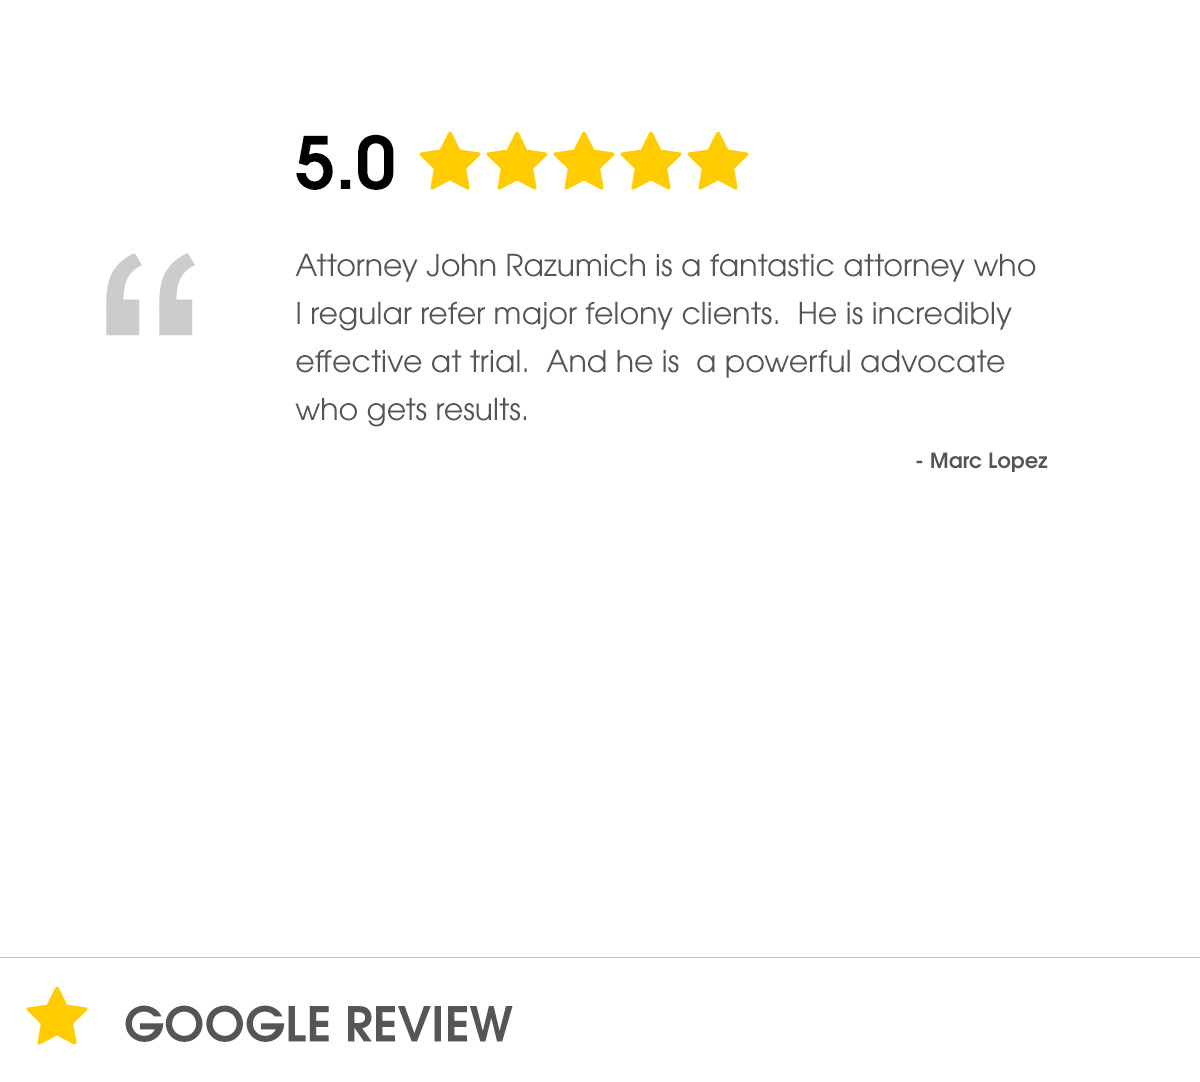 5.0
“
Attorney John Razumich is a fantastic attorney who
I regular refer major felony clients.  He is incredibly
effective at trial.  And he is  a powerful advocate
who gets results.
- Marc Lopez
GOOGLE REVIEW